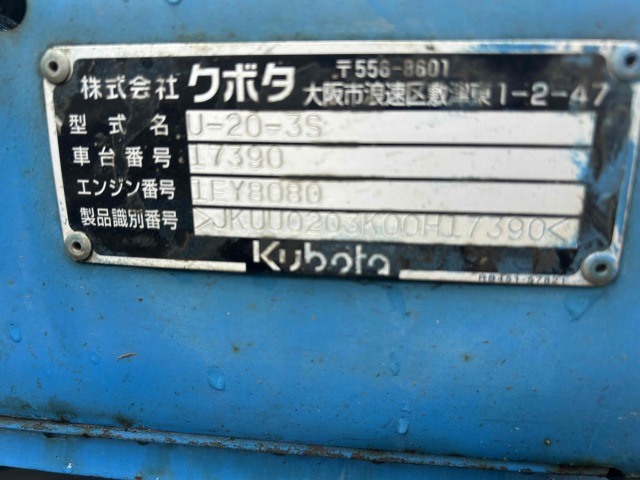 株式会社 クボタ 〒556-8601
大阪市浪速区敷津東1-2-47
型式名 U-20-3S
車台番号 17390
エンジン番号 1EY8080
製品識別番号 >JKUU0203K00H17390<
Kubota